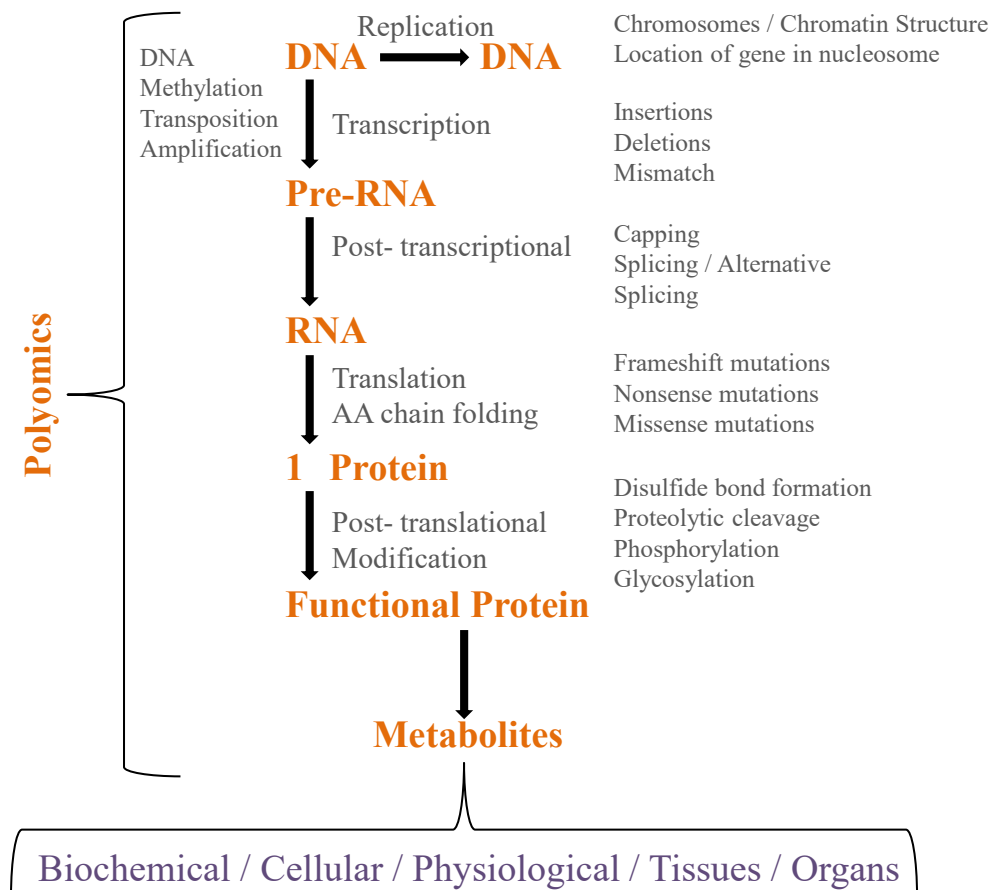 Replication
DNA
DNA
Chromosomes / Chromatin Structure
Location of gene in nucleosome
DNA
Methylation
Transposition
Amplification
Transcription
Insertions
Deletions
Mismatch
Pre-RNA
Post- transcriptional
Capping
Splicing / Alternative
Splicing
RNA
Translation
AA chain folding
Frameshift mutations
Nonsense mutations
Missense mutations
1 Protein
Post- translational
Modification
Disulfide bond formation
Proteolytic cleavage
Phosphorylation
Glycosylation
Functional Protein
Metabolites
Polyomics
Biochemical / Cellular / Physiological / Tissues / Organs